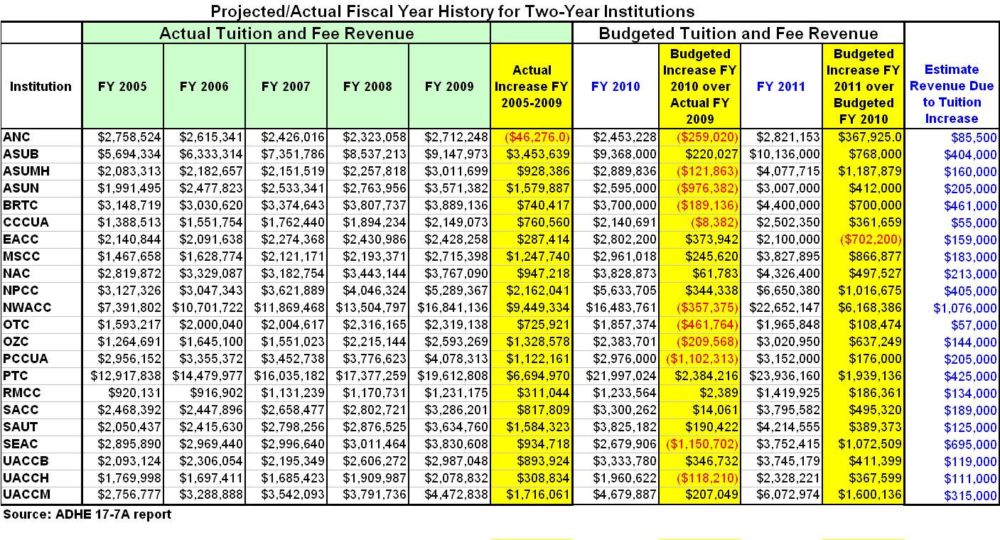 Projected/Actual Fiscal Year History for Two-Year Institutions
Actual Tuition and Fee Revenue Budgeted Tuition and Fee Revenue
Institution FY 2005 FY 2006 FY 2007 FY 2008 FY 2009 Actual Increase FY 2005-2009 FY 2010 Budgeted Increase FY 2010 over Actual FY 2009 FY 2011 Budgeted Increase FY 2011 over Budgeted FY 2010 Estimate Revenue Due to Tuition Increase
ANC $2,758,524 $2,615,341 $2,426,016 $2,323,058 $2,712,248 ($46,276.0) $2,453,228 ($259,020) $2,821,153 $367,925.0 $85,500
ASUB $5,694,334 $6,333,314 $7,351,786 $8,537,213 $9,147,973 $3,453,639 $9,368,000 $220,027 $10,136,000 $768,000 $404,000
ASUMH $2,083,313 $2,182,657 $2,151,519 $2,257,818 $3,011,699 $928,386 $2,889,836 ($121,863) $4,077,715 $1,187,879 $160,000
ASUN $1,991,495 $2,477,823 $2,533,341 $2,763,956 $3,571,382 $1,579,887 $2,595,000 ($976,382) $3,007,000 $412,000 $205,000
BRTC $3,148,719 $3,030,620 $3,374,643 $3,807,737 $3,889,136 $740,417 $3,700,000 ($189,136) $4,400,000 $700,000 $461,000
CCCUA $1,388,513 $1,551,754 $1,762,440 $1,894,234 $2,149,073 $760,560 $2,140,691 ($8,382) $2,502,350 $361,659 $55,000
EACC $2,140,844 $2,091,638 $2,274,368 $2,430,986 $2,428,258 $287,414 $2,802,200 $373,942 $2,100,000 ($702,200) $159,000
MSCC $1,467,658 $1,628,774 $2,121,171 $2,193,371 $2,715,398 $1,247,740 $2,961,018 $245,620 $3,827,895 $866,877 $183,000
NAC $2,819,872 $3,329,087 $3,182,754 $3,443,144 $3,767,090 $947,218 $3,828,873 $61,783 $4,326,400 $497,527 $213,000
NPCC $3,127,326 $3,047,343 $3,621,889 $4,046,324 $5,289,367 $2,162,041 $5,633,705 $344,338 $6,650,380 $1,016,675 $405,000
NWACC $7,391,802 $10,701,722 $11,869,468 $13,504,797 $16,841,136 $9,449,334 $16,483,761 ($357,375) $22,652,147 $6,168,386 $1,076,000
OTC $1,593,217 $2,000,040 $2,004,617 $2,316,165 $2,319,138 $725,921 $1,857,374 ($461,764) $1,965,848 $108,474 $57,000
OZC $1,264,691 $1,645,100 $1,551,023 $2,215,144 $2,593,269 $1,328,578 $2,383,701 ($209,568) $3,020,950 $637,249 $144,000
PCCUA $2,956,152 $3,355,372 $3,452,738 $3,776,623 $4,078,313 $1,122,161 $2,976,000 ($1,102,313) $3,152,000 $176,000 $205,000
PTC $12,917,838 $14,479,977 $16,035,182 $17,377,259 $19,612,808 $6,694,970 $21,997,024 $2,384,216 $23,936,160 $1,939,136 $425,000
RMCC $920,131 $916,902 $1,131,239 $1,170,731 $1,231,175 $311,044 $1,233,564 $2,389 $1,419,925 $186,361 $134,000
SACC $2,468,392 $2,447,896 $2,658,477 $2,802,721 $3,286,201 $817,809 $3,300,262 $14,061 $3,795,582 $495,320 $189,000
SAUT $2,050,437 $2,415,630 $2,798,256 $2,876,525 $3,634,760 $1,584,323 $3,825,182 $190,422 $4,214,555 $389,373 $125,000
SEAC $2,895,890 $2,969,440 $2,996,640 $3,011,464 $3,830,608 $934,718 $2,679,906 ($1,150,702) $3,752,415 $1,072,509 $695,000
UACCB $2,093,124 $2,306,054 $2,195,349 $2,606,272 $2,987,048 $893,924 $3,333,780 $346,732 $3,745,179 $411,399 $119,000
UACCH $1,769,998 $1,697,411 $1,685,423 $1,909,987 $2,078,832 $308,834 $1,960,622 ($118,210) $2,328,221 $367,599 $111,000
UACCM $2,756,777 $3,288,888 $3,542,093 $3,791,736 $4,472,838 $1,716,061 $4,679,887 $207,049 $6,072,974 $1,600,136 $315,000
Source: ADHE 17-7A report